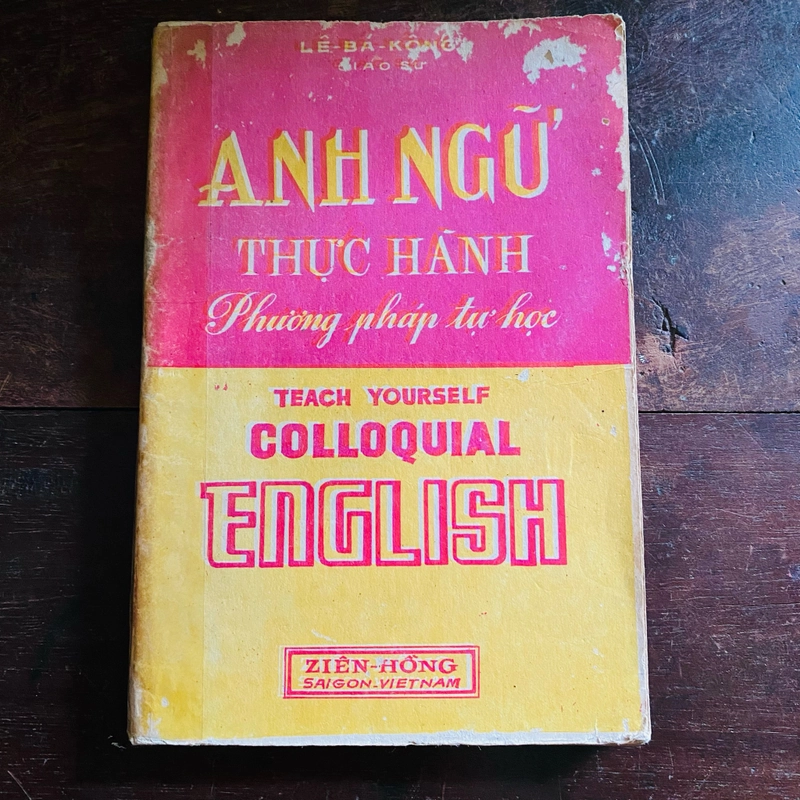 LÊ-BÁ-KÔNG
GIÁO SƯ
ANH NGỮ
THỰC HÀNH
Phương pháp tự học
TEACH YOURSELF
COLLOQUIAL
ENGLISH
ZIÊN-HỒNG
SAIGON-VIETNAM